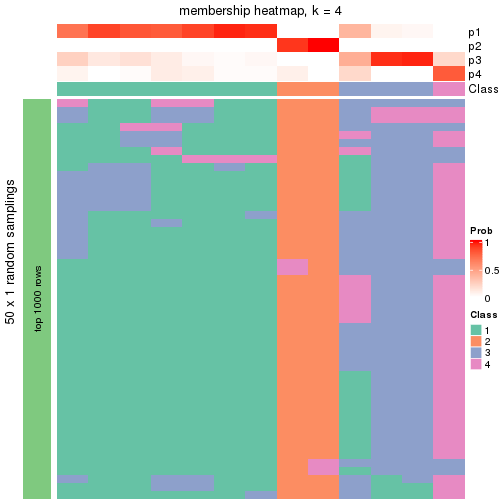 membership heatmap, k = 4
p1
p2
p3
p4
Class
50 x 1 random samplings
top 1000 rows
Prob
1
0.5
0
Class
1
2
3
4